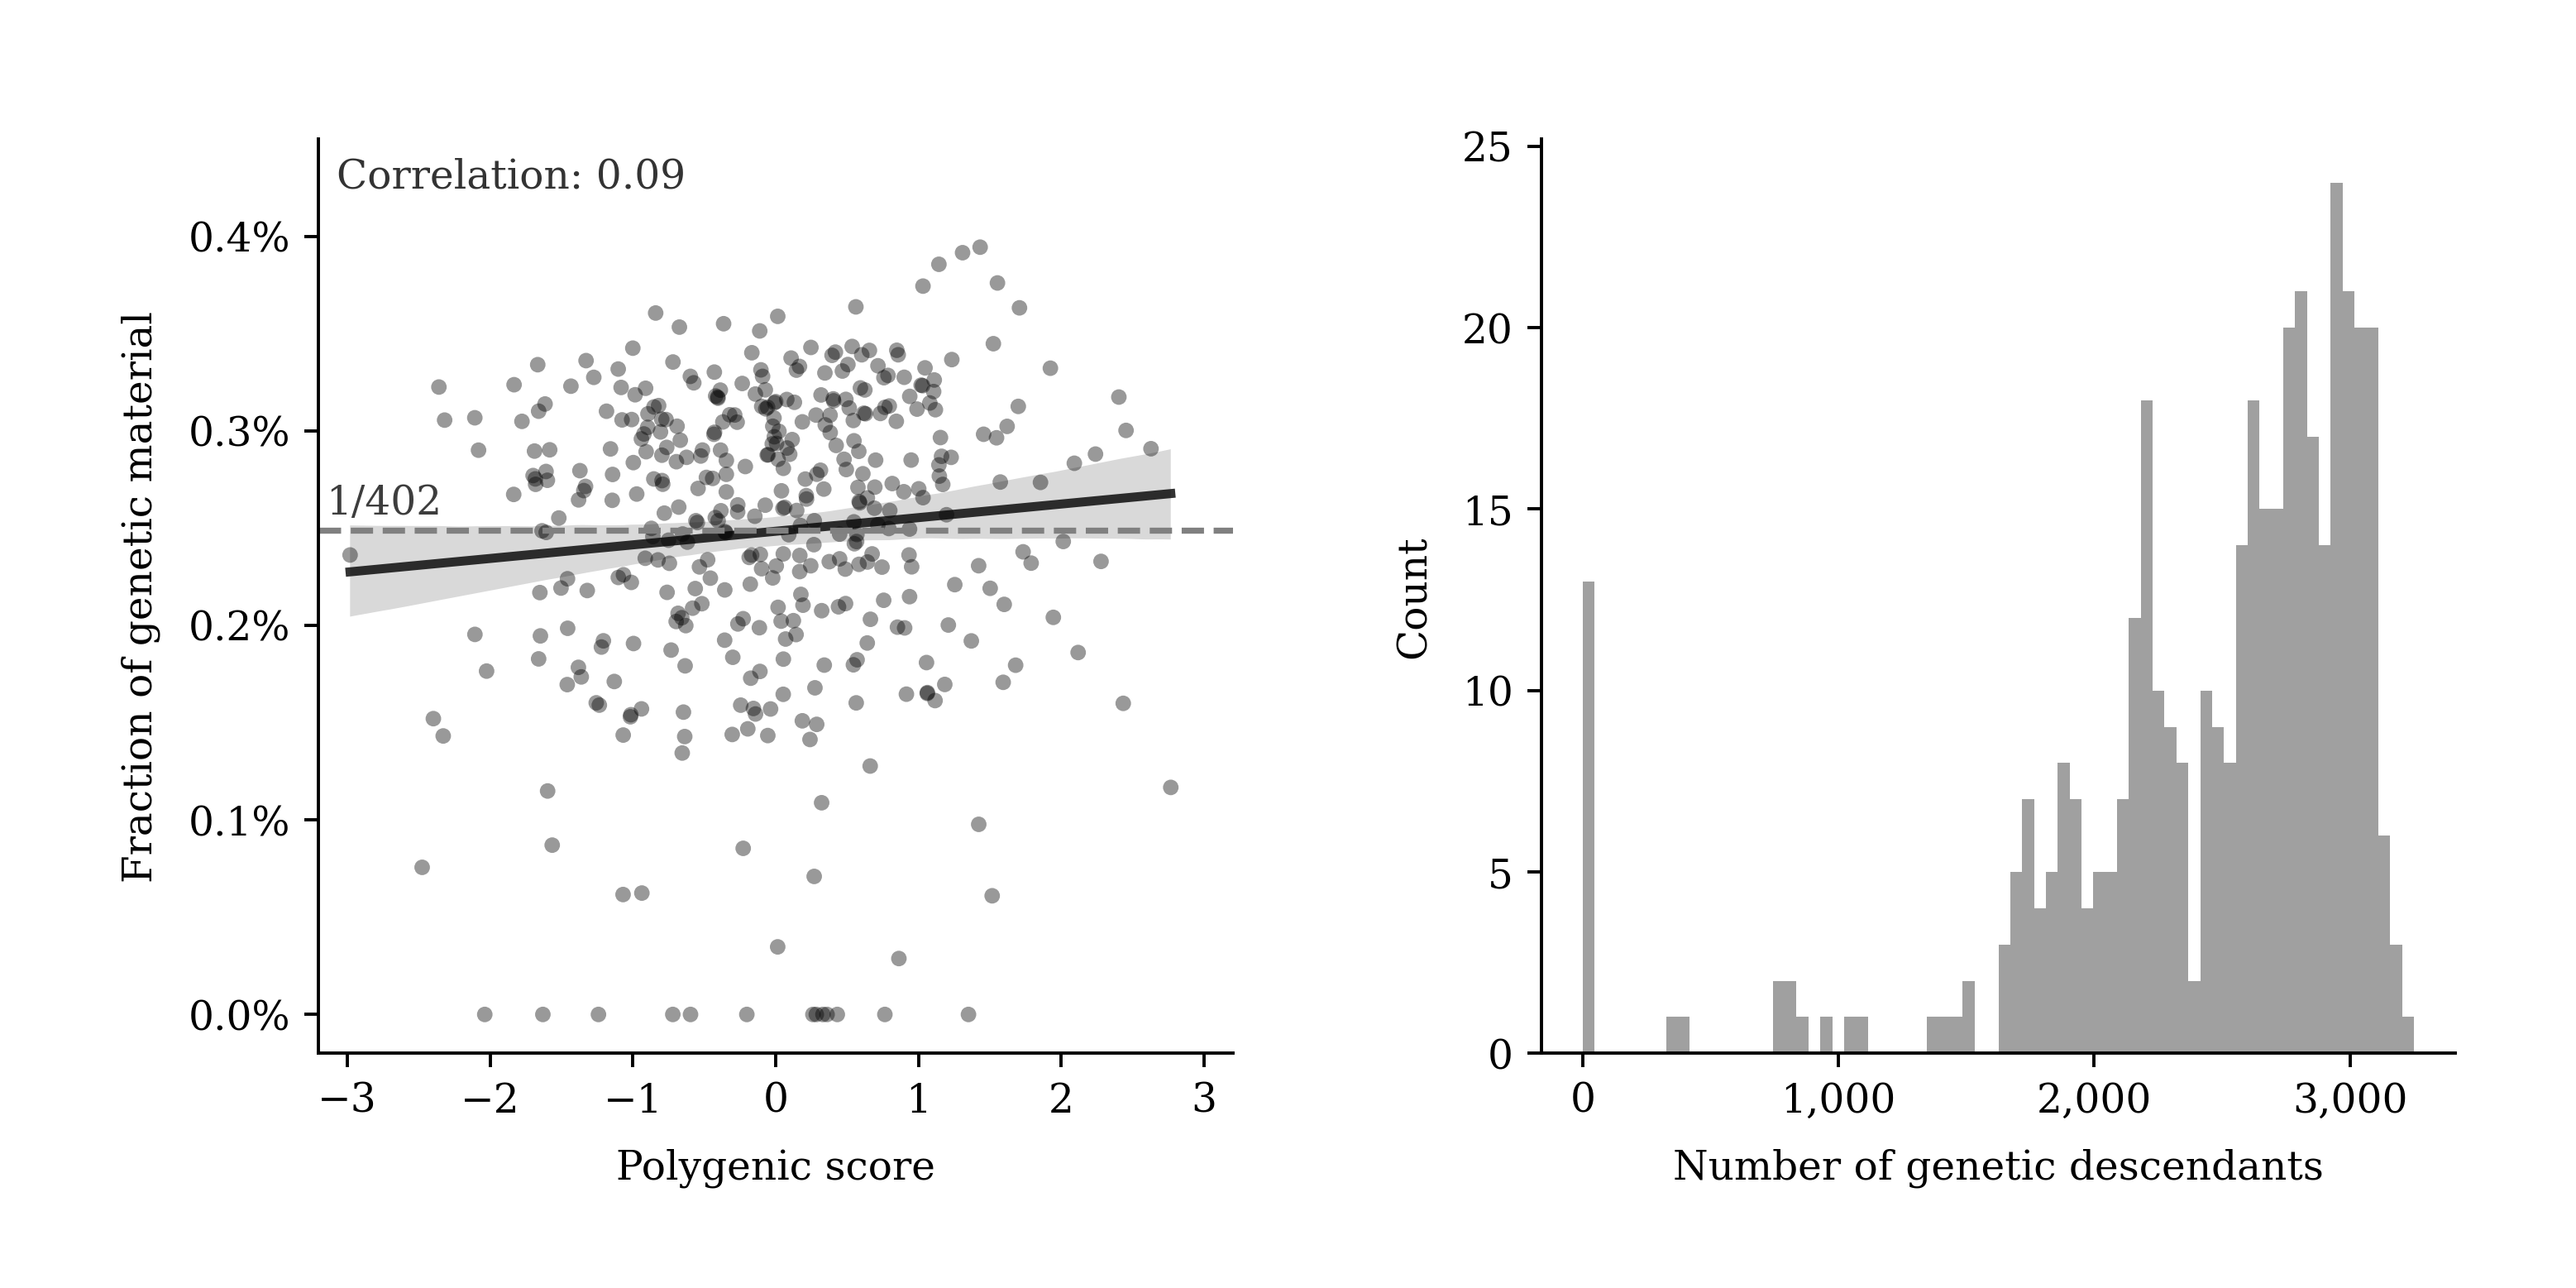 Correlation: 0.09
0.4%
0.3%
1/402
0.2%
0.1%
0.0%
Fraction of genetic material
−3 −2 −1 0 1 2 3
Polygenic score
25
20
15
10
5
0
Count
0 1,000 2,000 3,000
Number of genetic descendants